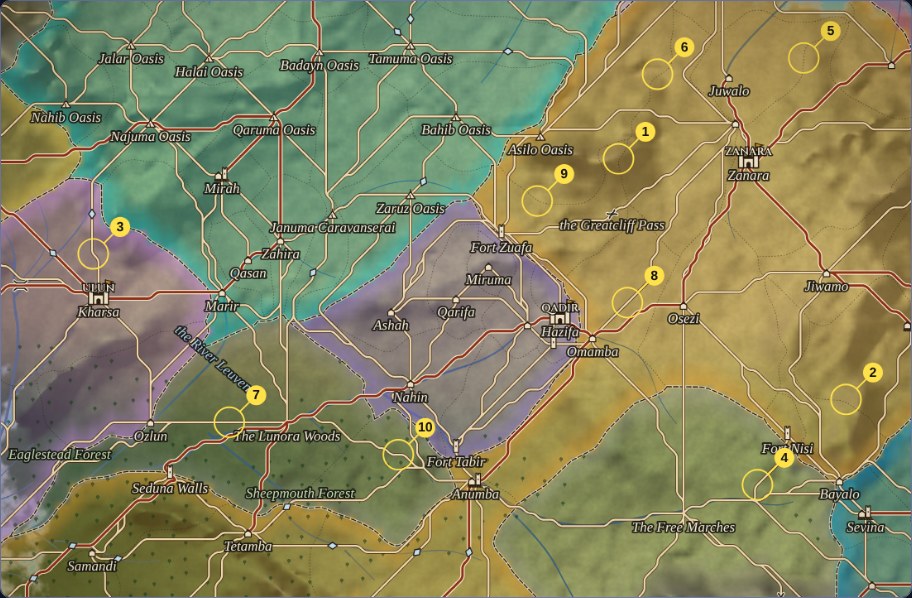 5
6
Jalar Oasis
Halai Oasis
Badayn Oasis
Tamuma Oasis
Juwalo
Nahib Oasis
Najuma Oasis
Qaruma Oasis
Bahib Oasis
1
Asilo Oasis
ZANARA
Zanara
9
Mirah
Zaruz Oasis
Januma Caravanserai
the Greatcliff Pass
3
Fort Zuafa
Zahira
Qasan
Miruma
8
ULUN
Kharsa
Marir
Qarifa
QADIR
Hazifa
Jiwamo
Ashah
Osezi
the River Leuven
Omamba
2
Nahin
7
10
Ozlun
The Lunora Woods
Fort Nisi
Eaglestead Forest
Fort Tabir
4
Seduna Walls
Sheepmouth Forest
Anumba
Bayalo
The Free Marches
Sevina
Tetamba
Samandi